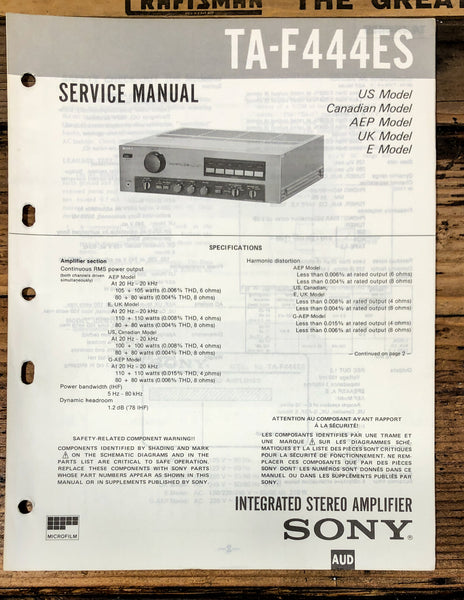 CRAFTSMAN THE GREAT
TA-F444ES
SERVICE MANUAL
US Model
Canadian Model
AEP Model
UK Model
E Model
SPECIFICATIONS
Amplifier section
Continuous RMS power output
(both channels driven simultaneously)
AEP Model
At 20 Hz – 20 kHz
105 + 105 watts (0.006% THD, 6 ohms)
80 + 80 watts (0.004% THD, 8 ohms)
E, UK Model
At 20 Hz – 20 kHz
110 + 110 watts (0.008% THD, 4 ohms)
80 + 80 watts (0.004% THD, 8 ohms)
US, Canadian Model
At 20 Hz – 20 kHz
100 + 100 watts (0.008% THD, 4 ohms)
80 + 80 watts (0.004% THD, 8 ohms)
G-AEP Model
At 20 Hz – 20 kHz
110 + 110 watts (0.015% THD, 4 ohms)
80 + 80 watts (0.006% THD, 8 ohms)
Power bandwidth (IHF)
5 Hz – 80 kHz
Dynamic headroom
1.2 dB ('78 IHF)
Harmonic distortion
AEP Model
Less than 0.006% at rated output (6 ohms)
Less than 0.004% at rated output (8 ohms)
US, Canadian,
E, UK Model
Less than 0.008% at rated output (4 ohms)
Less than 0.004% at rated output (8 ohms)
G-AEP Model
Less than 0.015% at rated output (4 ohms)
Less than 0.006% at rated output (8 ohms)
– Continued on page 2 –
SAFETY-RELATED COMPONENT WARNING!!
COMPONENTS IDENTIFIED BY SHADING AND MARK
⚠ ON THE SCHEMATIC DIAGRAMS AND IN THE
PARTS LIST ARE CRITICAL TO SAFE OPERATION.
REPLACE THESE COMPONENTS WITH SONY PARTS
WHOSE PART NUMBERS APPEAR AS SHOWN IN THIS
MANUAL OR IN SUPPLEMENTS PUBLISHED BY SONY.
ATTENTION AU COMPOSANT AYANT RAPPORT
À LA SÉCURITÉ!!
LES COMPOSANTS IDENTIFIÉS PAR UNE TRAME ET
UNE MARQUE ⚠ SUR LES DIAGRAMMES SCHÉ-
MATIQUES ET LA LISTE DES PIÈCES SONT CRITIQUES
POUR LA SÉCURITÉ DE FONCTIONNEMENT. NE REM-
PLACER CES COMPOSANTS QUE PAR DES PIÈCES
SONY DONT LES NUMÉROS SONT DONNÉS DANS CE
MANUEL OU DANS LES SUPPLÉMENTS PUBLIÉS PAR
SONY.
MICROFILM
INTEGRATED STEREO AMPLIFIER
SONY®
AUD